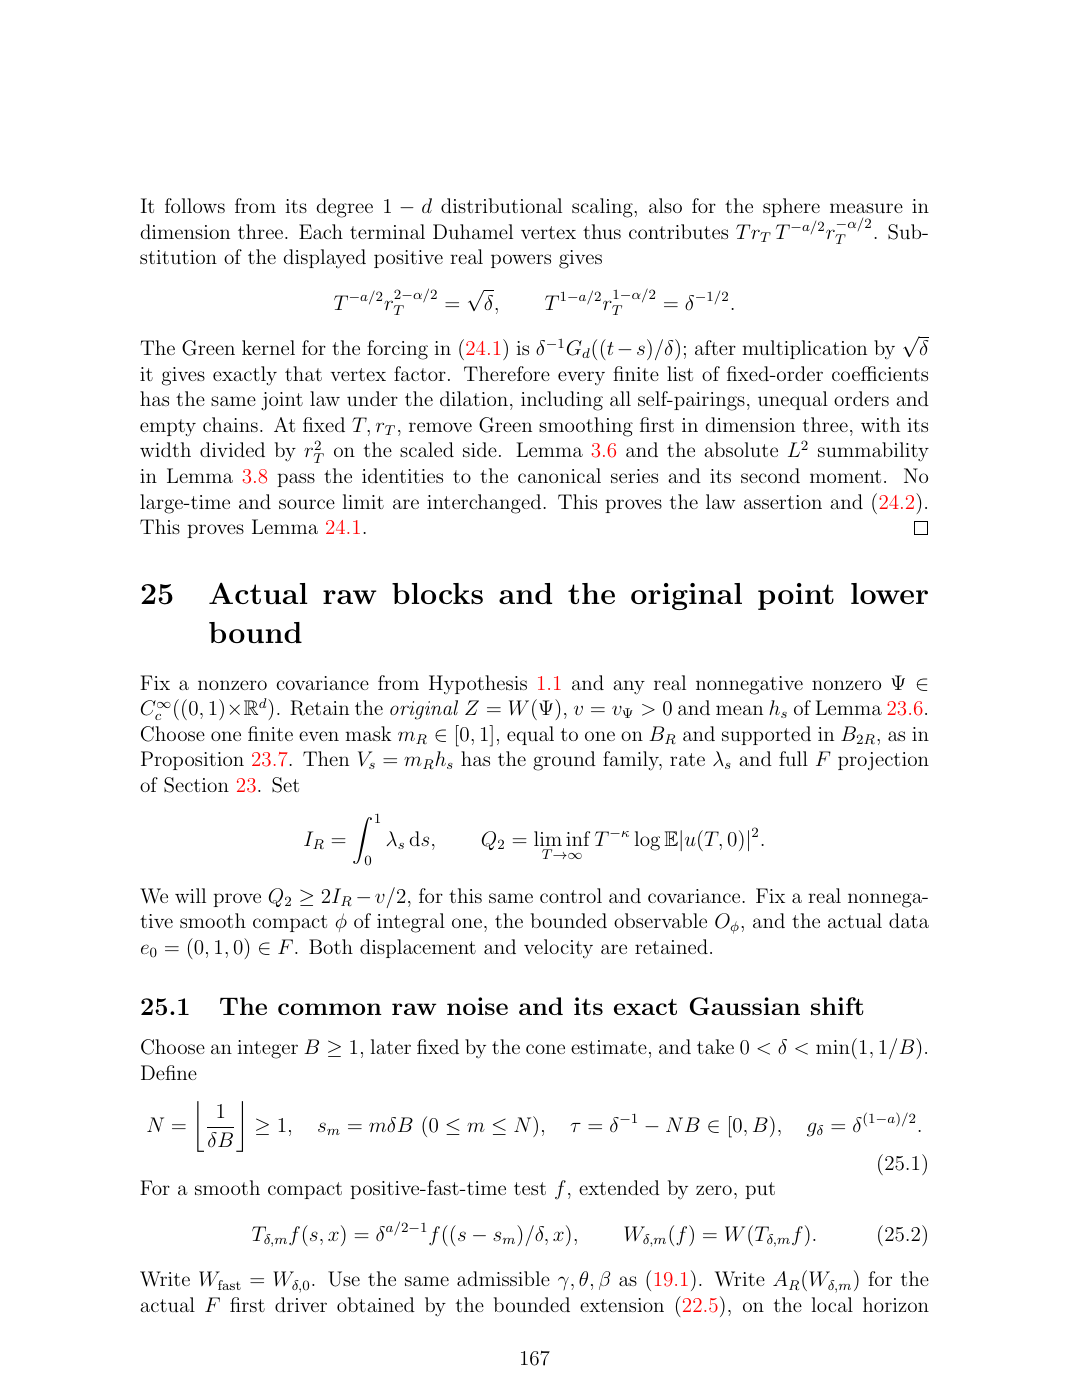 It follows from its degree 1 − d distributional scaling, also for the sphere measure in
dimension three. Each terminal Duhamel vertex thus contributes Tr_T T^{−a/2}r_T^{−α/2}. Sub-
stitution of the displayed positive real powers gives
T^{−a/2}r_T^{2−α/2} = √δ, T^{1−a/2}r_T^{1−α/2} = δ^{−1/2}.
The Green kernel for the forcing in (24.1) is δ^{−1}G_d((t − s)/δ); after multiplication by √δ
it gives exactly that vertex factor. Therefore every finite list of fixed-order coefficients
has the same joint law under the dilation, including all self-pairings, unequal orders and
empty chains. At fixed T, r_T, remove Green smoothing first in dimension three, with its
width divided by r_T^2 on the scaled side. Lemma 3.6 and the absolute L^2 summability
in Lemma 3.8 pass the identities to the canonical series and its second moment. No
large-time and source limit are interchanged. This proves the law assertion and (24.2).
This proves Lemma 24.1. □
25 Actual raw blocks and the original point lower
bound
Fix a nonzero covariance from Hypothesis 1.1 and any real nonnegative nonzero Ψ ∈
C_c^∞((0, 1)×ℝ^d). Retain the original Z = W(Ψ), v = v_Ψ > 0 and mean h_s of Lemma 23.6.
Choose one finite even mask m_R ∈ [0, 1], equal to one on B_R and supported in B_{2R}, as in
Proposition 23.7. Then V_s = m_R h_s has the ground family, rate λ_s and full F projection
of Section 23. Set
I_R = ∫_0^1 λ_s ds, Q_2 = lim inf_{T→∞} T^{−κ} log 𝔼|u(T, 0)|^2.
We will prove Q_2 ≥ 2I_R − v/2, for this same control and covariance. Fix a real nonnega-
tive smooth compact ϕ of integral one, the bounded observable O_ϕ, and the actual data
e_0 = (0, 1, 0) ∈ F. Both displacement and velocity are retained.
25.1 The common raw noise and its exact Gaussian shift
Choose an integer B ≥ 1, later fixed by the cone estimate, and take 0 < δ < min(1, 1/B).
Define
N = ⌊1/(δB)⌋ ≥ 1, s_m = mδB (0 ≤ m ≤ N), τ = δ^{−1} − NB ∈ [0, B), g_δ = δ^{(1−a)/2}.
(25.1)
For a smooth compact positive-fast-time test f, extended by zero, put
T_{δ,m}f(s, x) = δ^{a/2−1}f((s − s_m)/δ, x), W_{δ,m}(f) = W(T_{δ,m}f). (25.2)
Write W_fast = W_{δ,0}. Use the same admissible γ, θ, β as (19.1). Write A_R(W_{δ,m}) for the
actual F first driver obtained by the bounded extension (22.5), on the local horizon
167